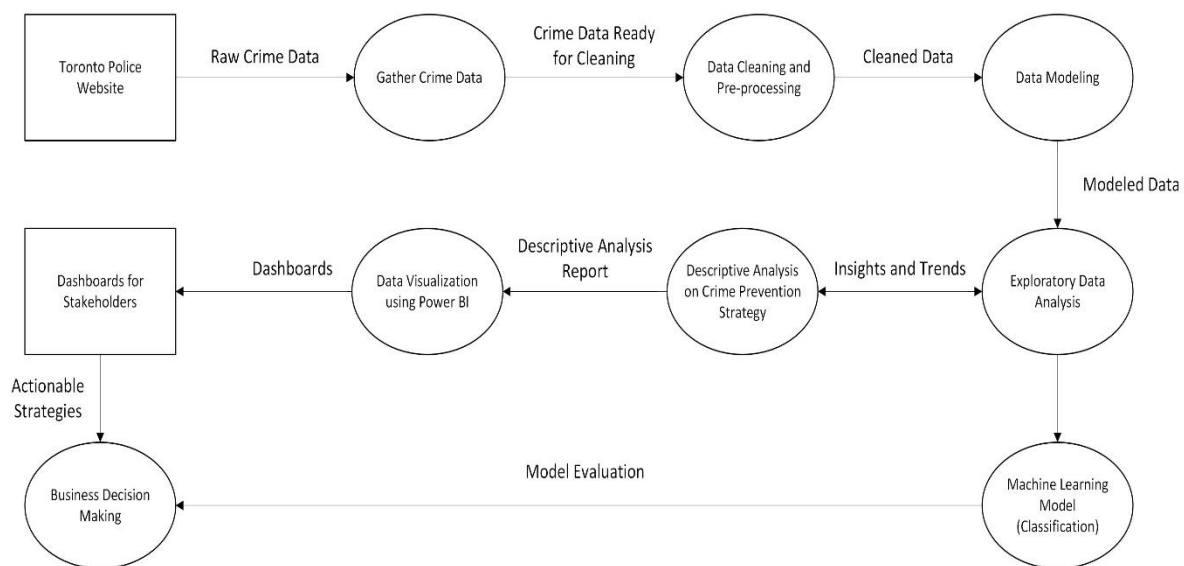 Toronto Police
Website
Raw Crime Data
Gather Crime Data
Crime Data Ready
for Cleaning
Data Cleaning and
Pre-processing
Cleaned Data
Data Modeling
Modeled Data
Dashboards for
Stakeholders
Dashboards
Data Visualization
using Power BI
Descriptive Analysis
Report
Descriptive Analysis
on Crime Prevention
Strategy
Insights and Trends
Exploratory Data
Analysis
Actionable
Strategies
Business Decision
Making
Model Evaluation
Machine Learning
Model
(Classification)